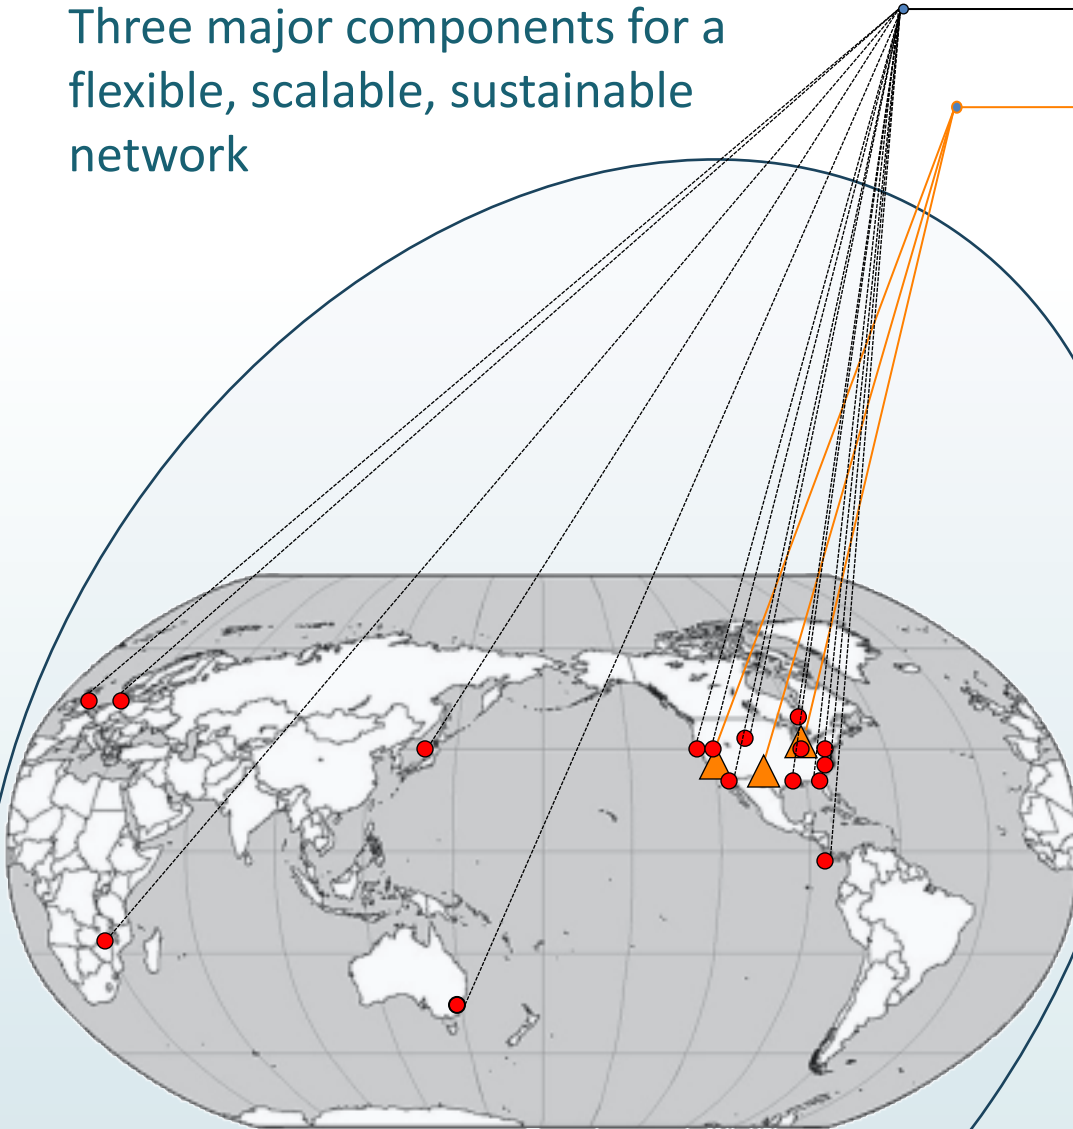 Three major components for a
flexible, scalable, sustainable
network